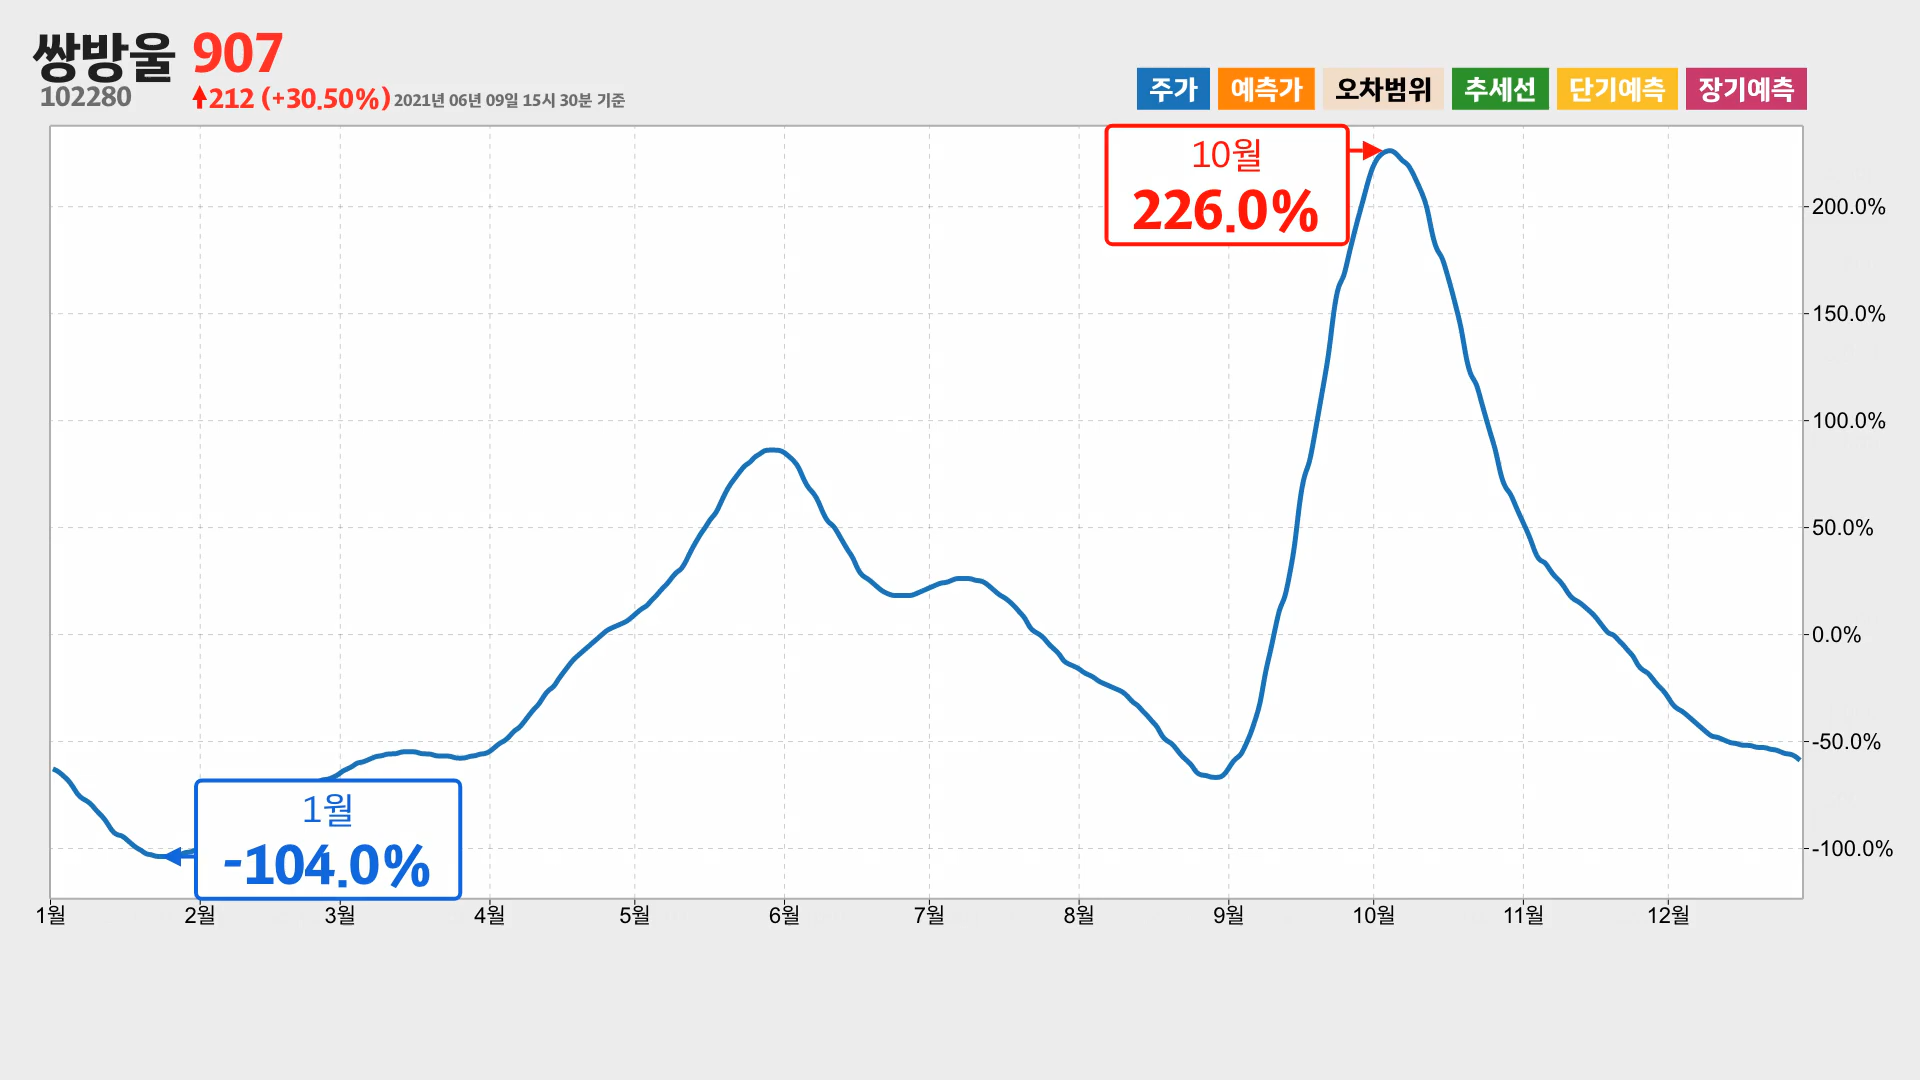 쌍방울 907
102280 212 (+30.50%) 2021년 06년 09일 15시 30분 기준
주가 예측가 오차범위 추세선 단기예측 장기예측
10월
226.0%
200.0%
150.0%
100.0%
50.0%
0.0%
-50.0%
-100.0%
1월
-104.0%
1월 2월 3월 4월 5월 6월 7월 8월 9월 10월 11월 12월